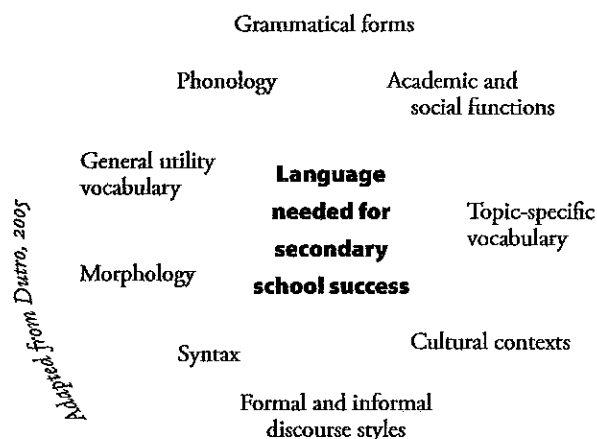 Grammatical forms
Phonology
Academic and
social functions
General utility
vocabulary
Language
needed for
secondary
school success
Topic-specific
vocabulary
Morphology
Cultural contexts
Syntax
Formal and informal
discourse styles
Adapted from Dutro, 2005